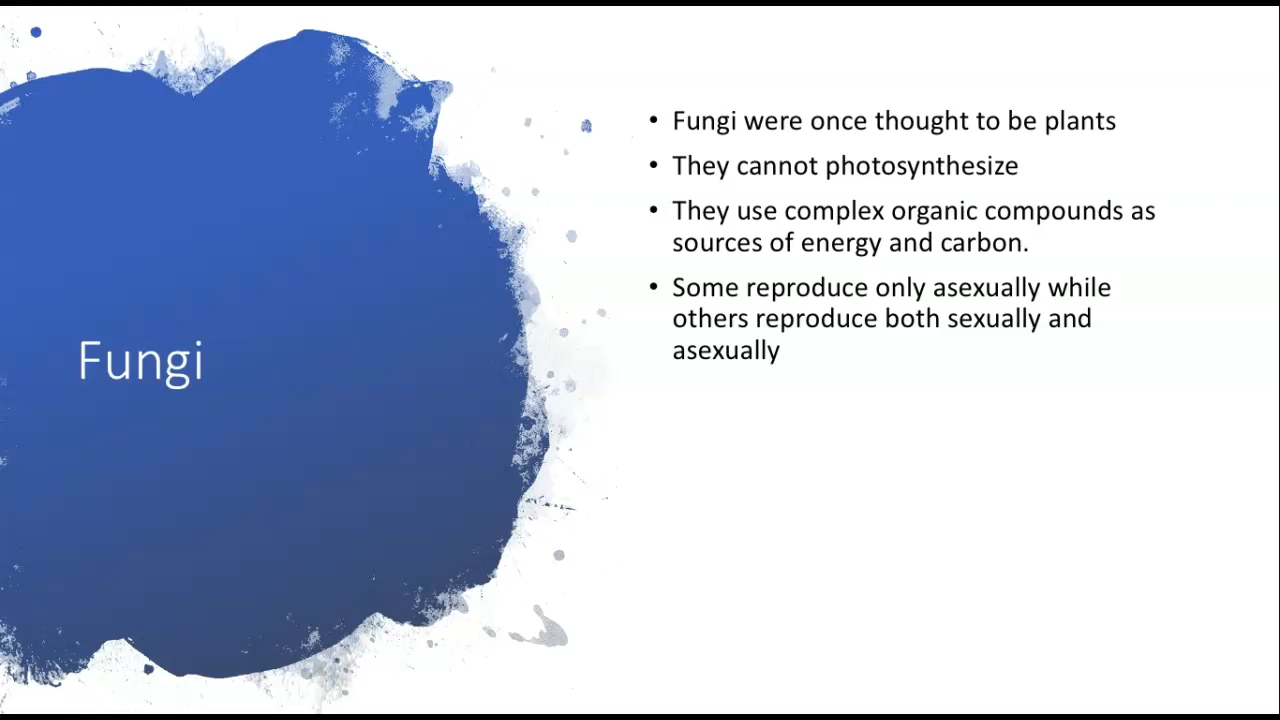 Fungi
• Fungi were once thought to be plants
• They cannot photosynthesize
• They use complex organic compounds as
sources of energy and carbon.
• Some reproduce only asexually while
others reproduce both sexually and
asexually